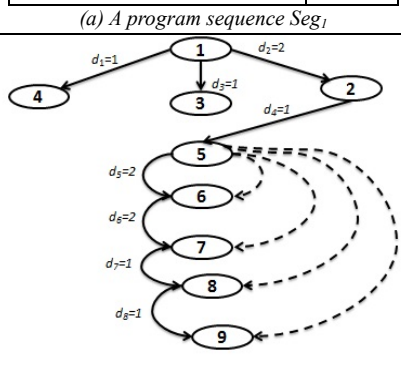 (a) A program sequence Seg1
1
d1=1
d2=2
d3=1
4
3
2
d4=1
5
d5=2
6
d6=2
7
d7=1
8
d8=1
9